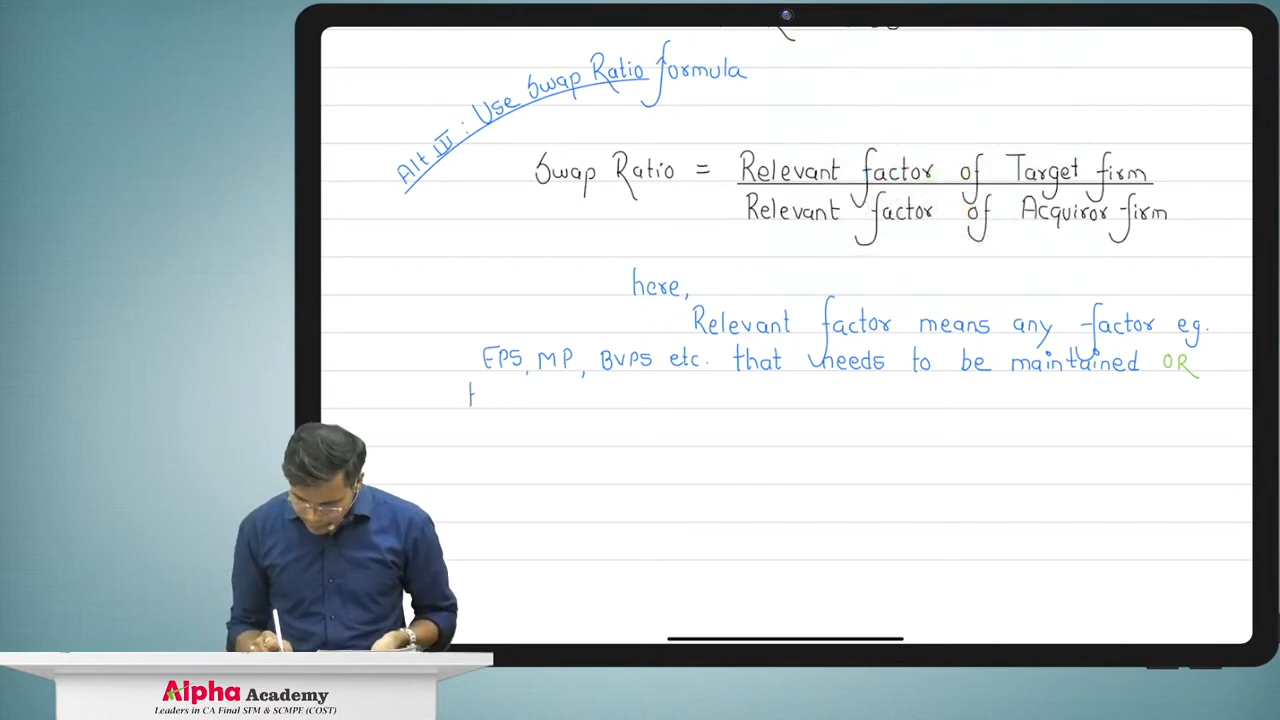 Alt III : Use Swap Ratio formula
Swap Ratio = Relevant factor of Target firm
Relevant factor of Acquiror firm
here,
Relevant factor means any factor eg.
EPS, MP, BVPS etc. that needs to be maintained OR
Alpha Academy
Leaders in CA Final SFM & SCMPE (COST)